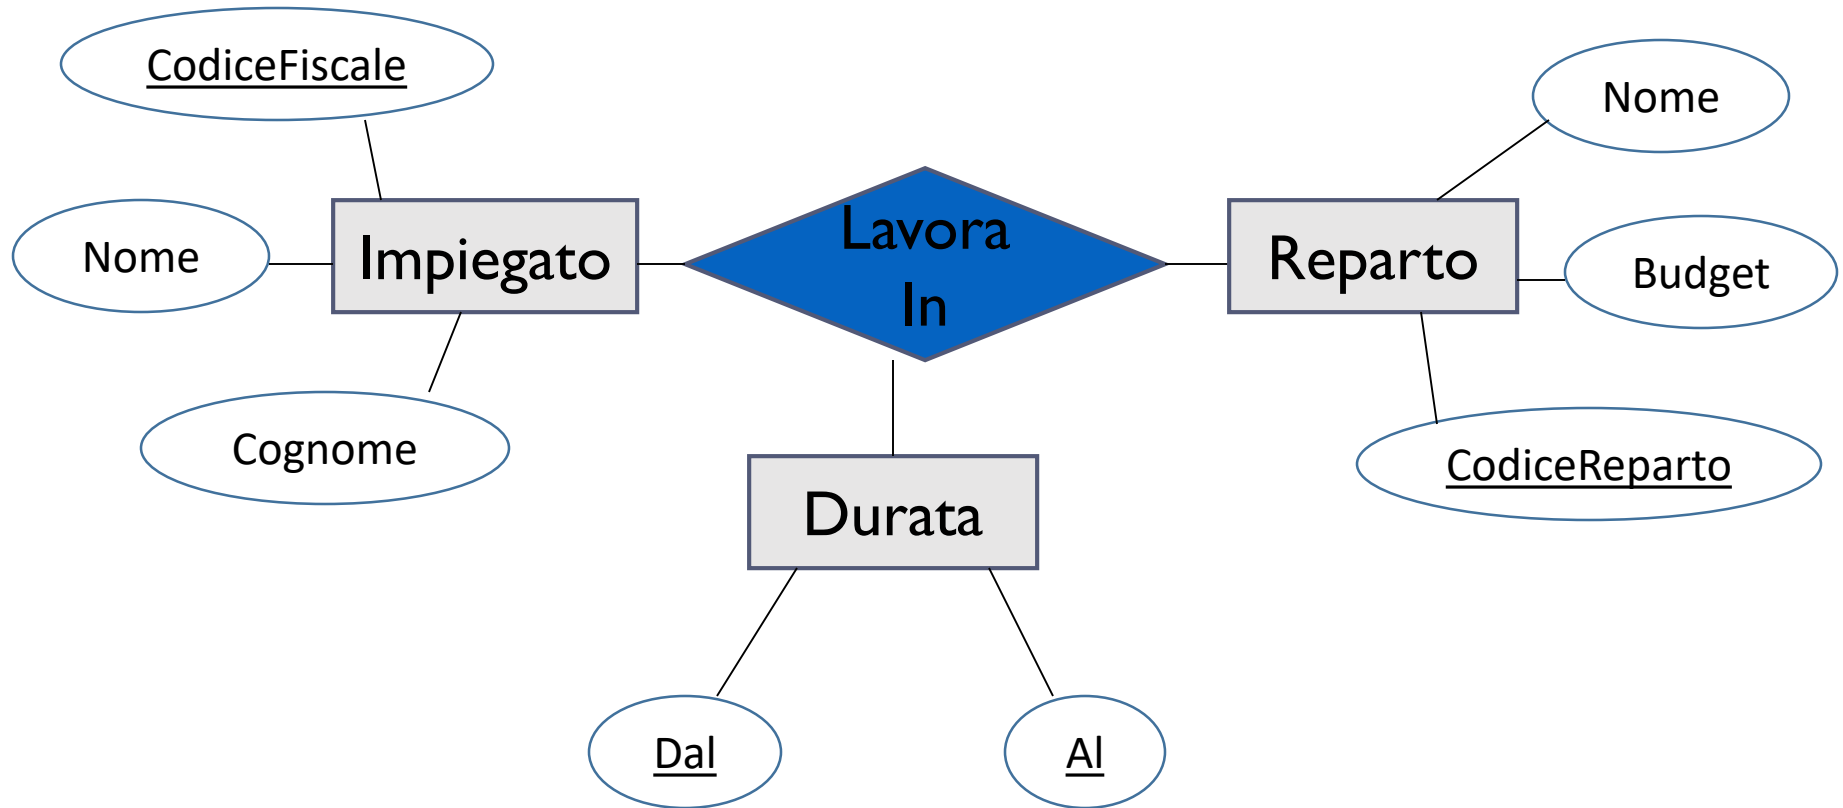 CodiceFiscale
Nome
Impiegato
Cognome
Lavora
In
Durata
Dal
Al
Nome
Reparto
Budget
CodiceReparto